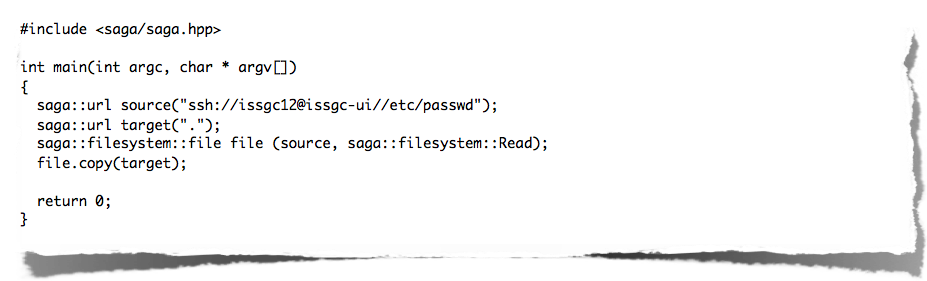 #include <saga/saga.hpp>
int main(int argc, char * argv[])
{
saga::url source("ssh://issgc12@issgc-ui//etc/passwd");
saga::url target(".");
saga::filesystem::file file (source, saga::filesystem::Read);
file.copy(target);
return 0;
}